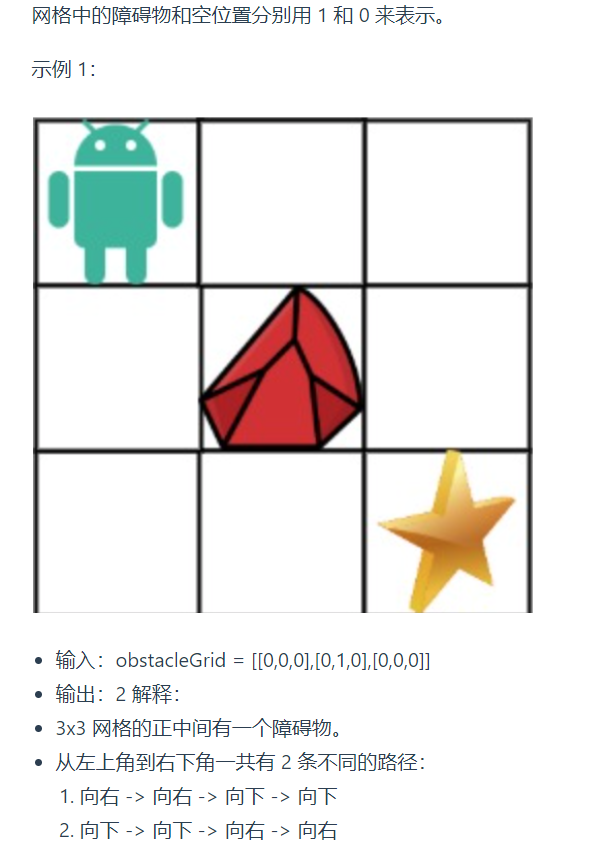 网格中的障碍物和空位置分别用 1 和 0 来表示。
示例 1：
输入：obstacleGrid = [[0,0,0],[0,1,0],[0,0,0]]
输出：2 解释：
3x3 网格的正中间有一个障碍物。
从左上角到右下角一共有 2 条不同的路径：
1. 向右 -> 向右 -> 向下 -> 向下
2. 向下 -> 向下 -> 向右 -> 向右